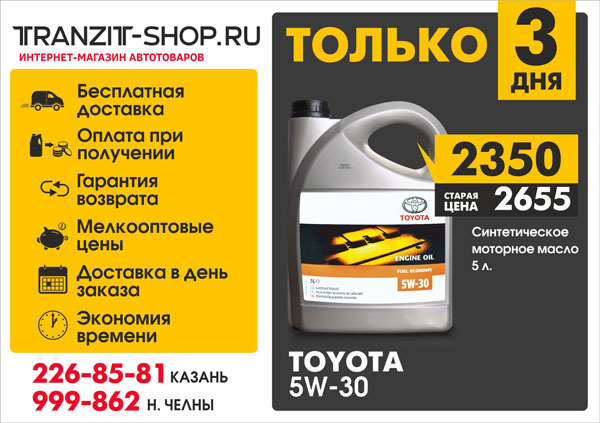 TRANZIT-SHOP.RU
ИНТЕРНЕТ-МАГАЗИН АВТОТОВАРОВ
Бесплатная
доставка
Оплата при
получении
Гарантия
возврата
Мелкооптовые
цены
Доставка в день
заказа
Экономия
времени
226-85-81 КАЗАНЬ
999-862 Н. ЧЕЛНЫ
ТОЛЬКО 3
ДНЯ
2350
СТАРАЯ
ЦЕНА 2655
Синтетическое
моторное масло
5 л.
TOYOTA
ENGINE OIL
FUEL ECONOMY
5W-30
5L
TOYOTA
5W-30